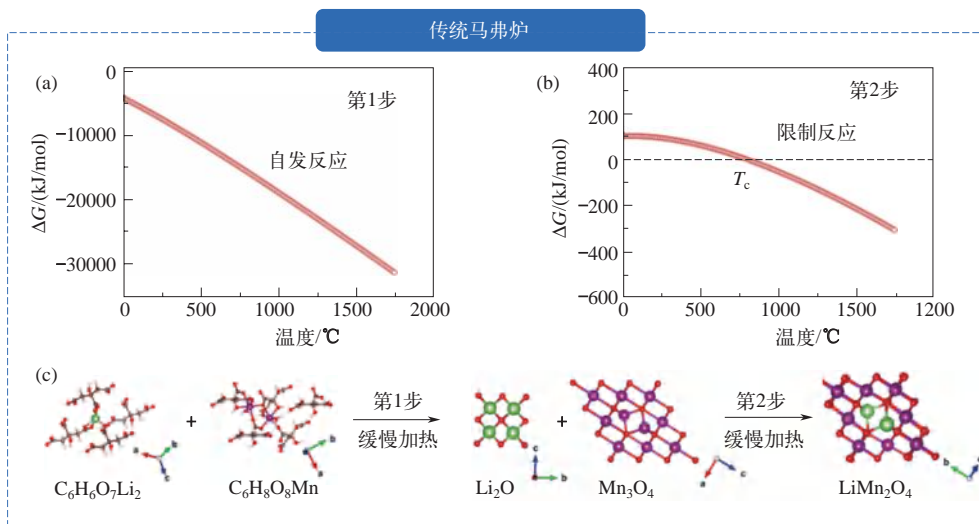 传统马弗炉
(a)
第1步
自发反应
0
−10000
−20000
−30000
ΔG/(kJ/mol)
0 500 1000 1500 2000
温度/℃
(b)
第2步
限制反应
Tc
400
200
0
−200
−400
−600
ΔG/(kJ/mol)
0 500 1000 1500 1200
温度/℃
(c)
第1步
缓慢加热
第2步
缓慢加热
+
+
a b c
a b c
c b
a c
b
C₆H₆O₇Li₂
C₆H₈O₈Mn
Li₂O
Mn₃O₄
LiMn₂O₄